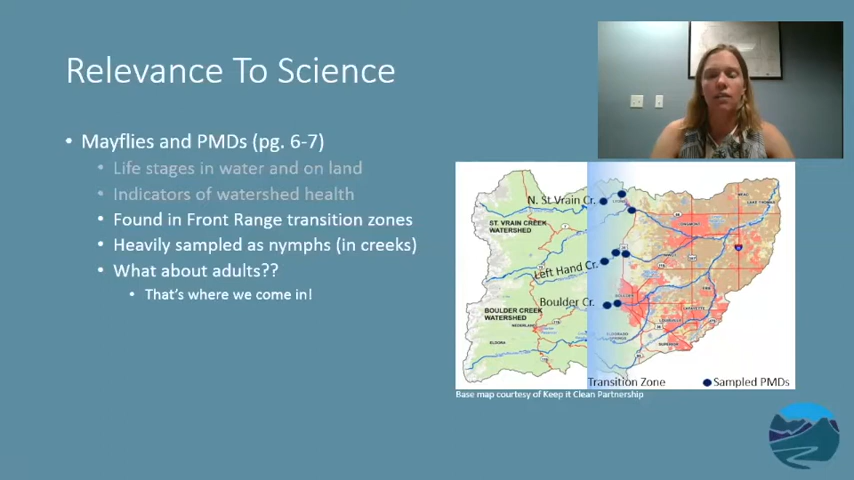 Relevance To Science
• Mayflies and PMDs (pg. 6-7)
• Life stages in water and on land
• Indicators of watershed health
• Found in Front Range transition zones
• Heavily sampled as nymphs (in creeks)
• What about adults??
• That's where we come in!
N. St Vrain Cr.
ST. VRAIN CREEK
WATERSHED
Left Hand Cr.
Boulder Cr.
BOULDER CREEK
WATERSHED
Transition Zone
Sampled PMDs
Base map courtesy of Keep it Clean Partnership